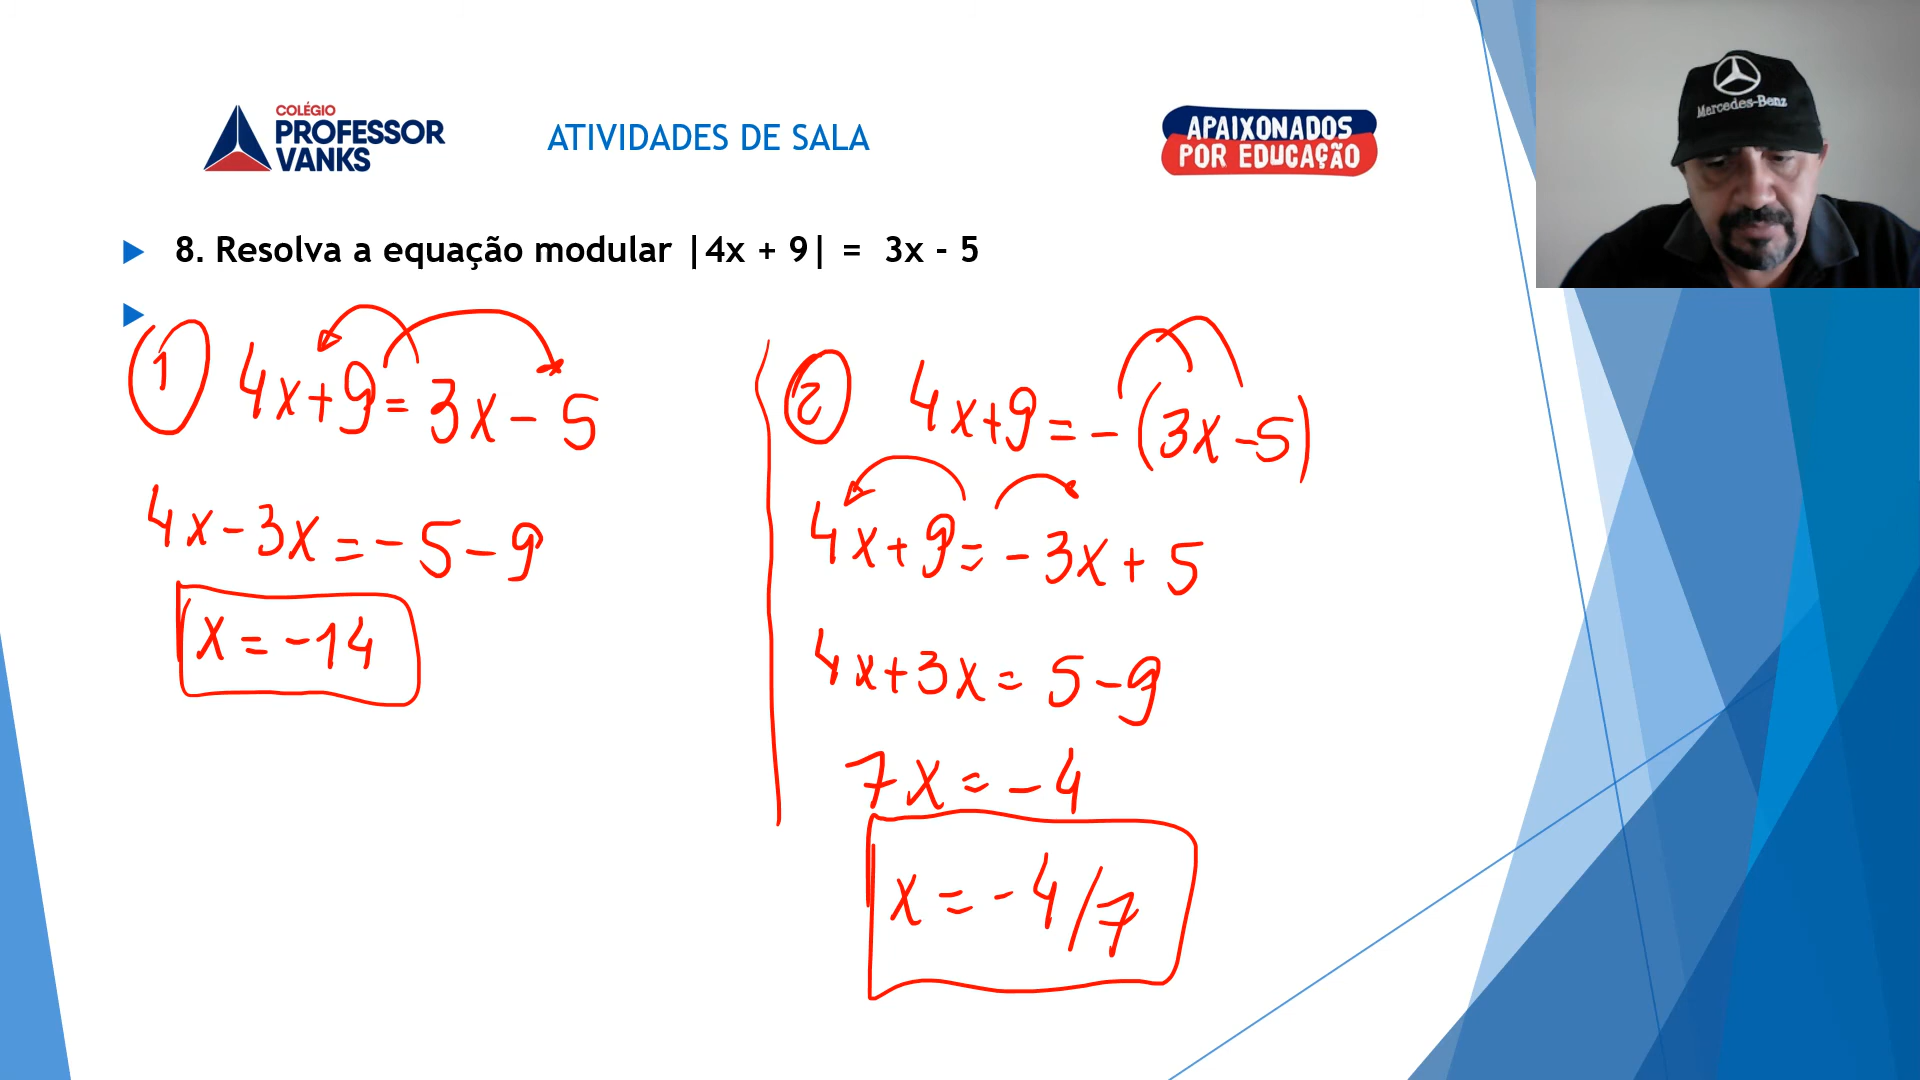 COLÉGIO
PROFESSOR
VANKS
ATIVIDADES DE SALA
APAIXONADOS
POR EDUCAÇÃO
Mercedes-Benz
8. Resolva a equação modular |4x + 9| = 3x - 5
1 4x+9=3x-5
4x-3x=-5-9
x=-14
2 4x+9=-(3x-5)
4x+9=-3x+5
4x+3x=5-9
7x=-4
x=-4/7